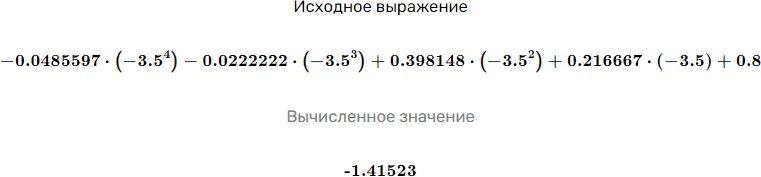 Исходное выражение
−0.0485597 · (−3.5⁴) − 0.0222222 · (−3.5³) + 0.398148 · (−3.5²) + 0.216667 · (−3.5) + 0.8
Вычисленное значение
-1.41523